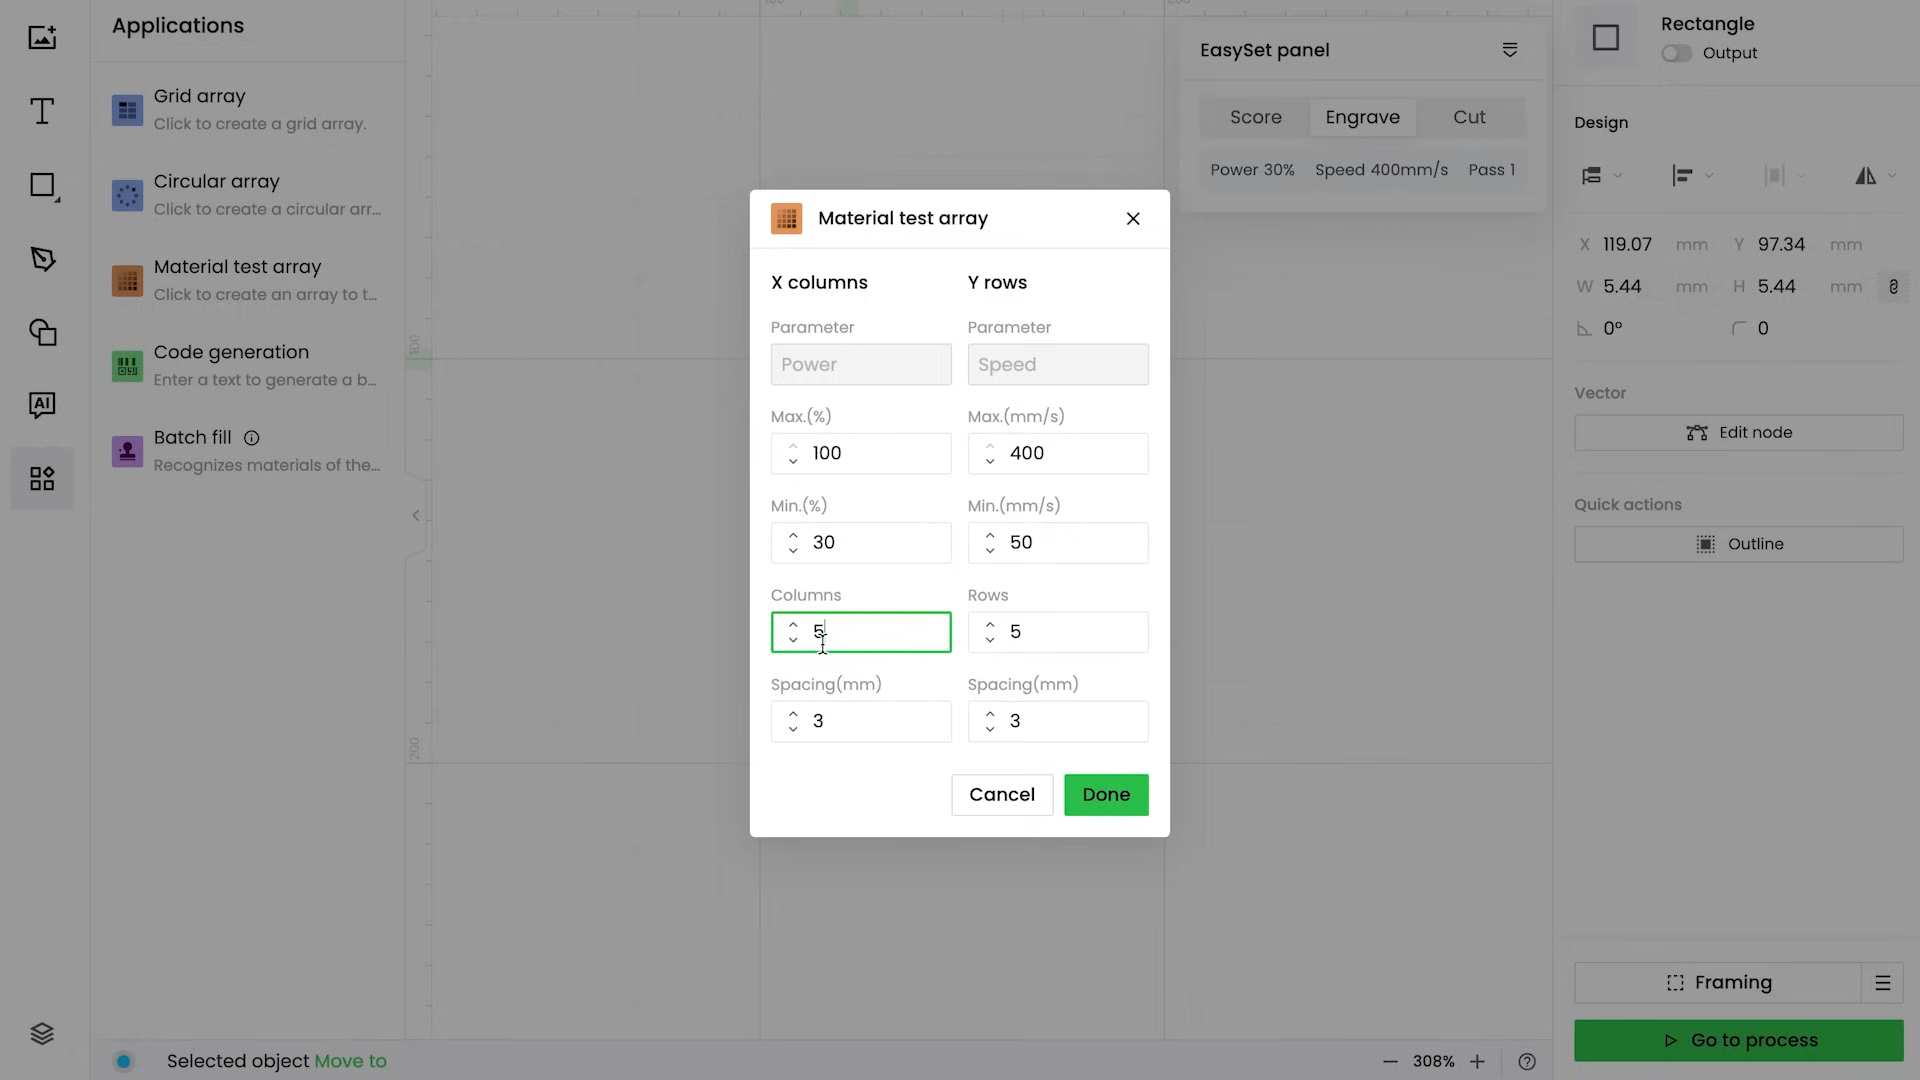 Applications
Grid array
Click to create a grid array.
Circular array
Click to create a circular arr...
Material test array
Click to create an array to t...
Code generation
Enter a text to generate a b...
Batch fill
Recognizes materials of the...
AI
100
200
Selected object Move to
308%
EasySet panel
Score Engrave Cut
Power 30% Speed 400mm/s Pass 1
Material test array
X columns Y rows
Parameter Parameter
Power Speed
Max.(%) Max.(mm/s)
100 400
Min.(%) Min.(mm/s)
30 50
Columns Rows
5 5
Spacing(mm) Spacing(mm)
3 3
Cancel Done
Rectangle
Output
Design
X 119.07 mm Y 97.34 mm
W 5.44 mm H 5.44 mm
0° 0
Vector
Edit node
Quick actions
Outline
Framing
Go to process